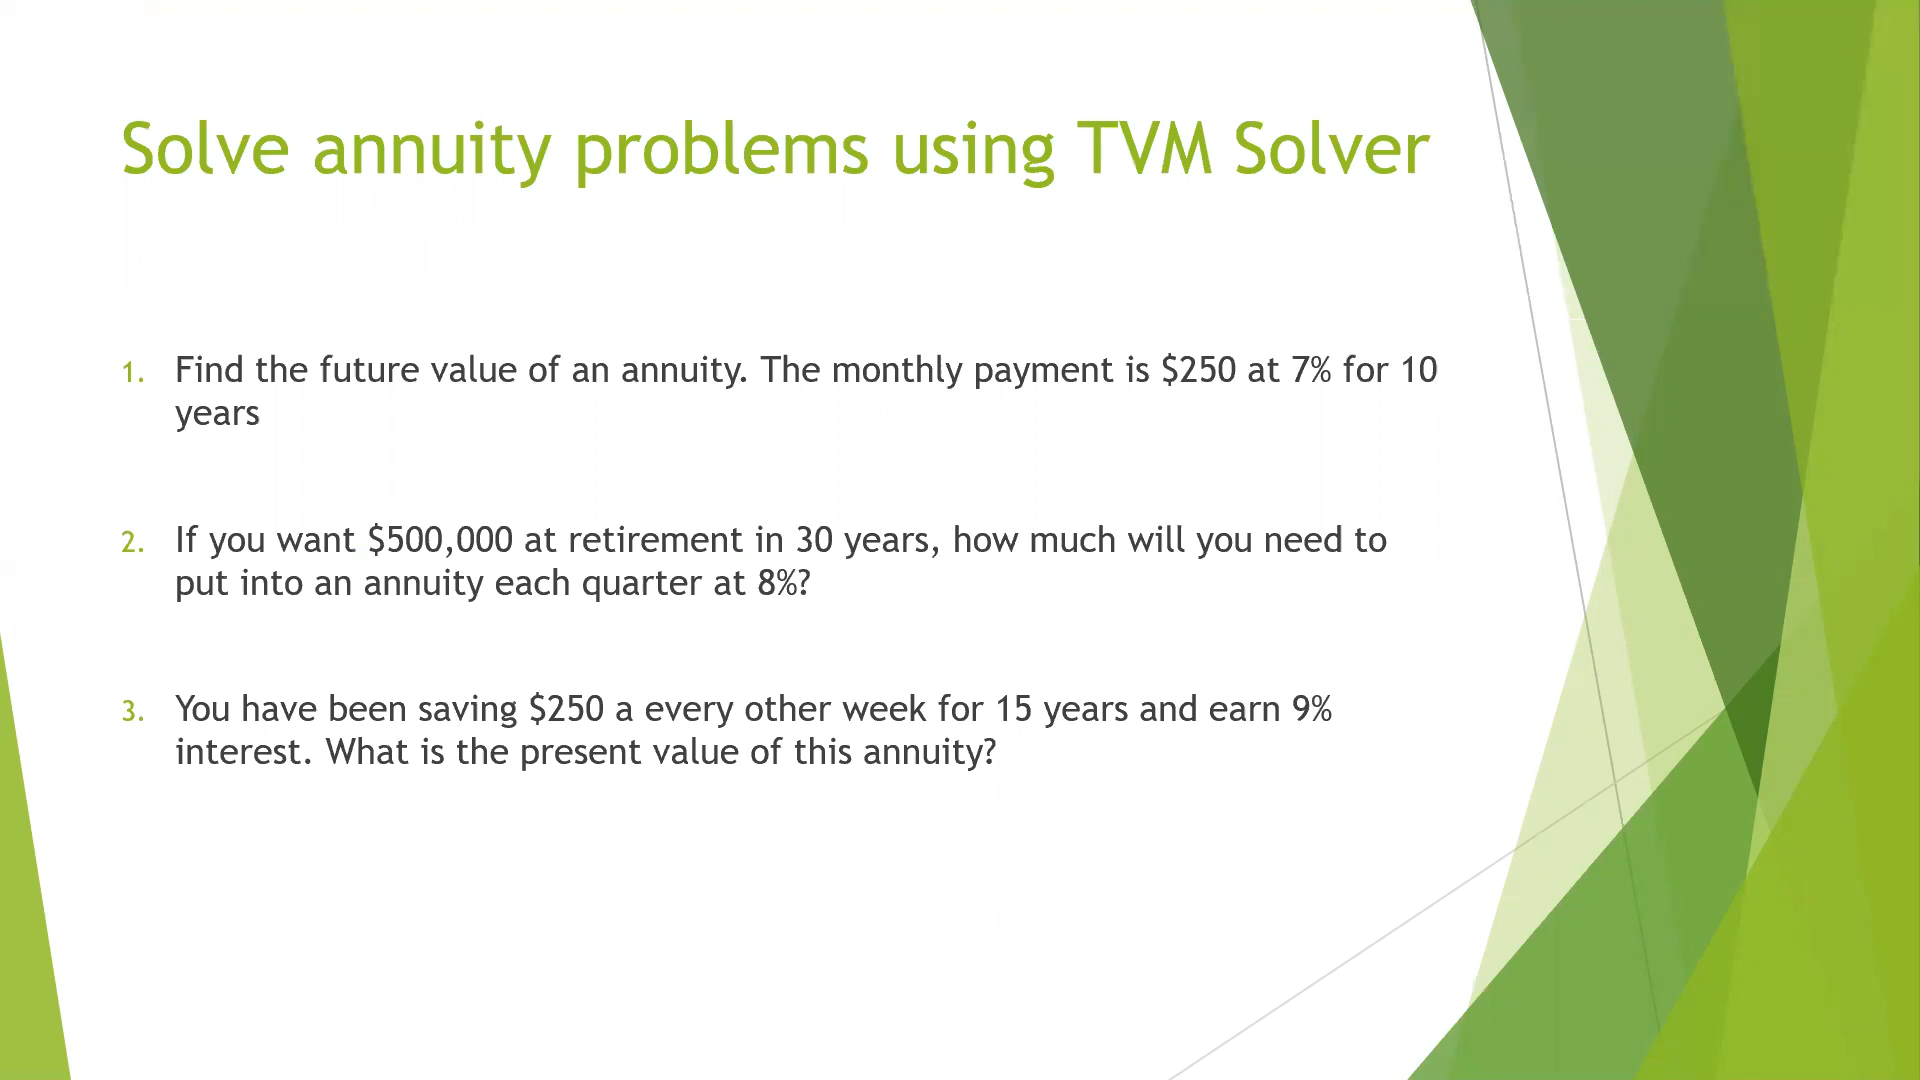 Solve annuity problems using TVM Solver
1. Find the future value of an annuity. The monthly payment is $250 at 7% for 10
years
2. If you want $500,000 at retirement in 30 years, how much will you need to
put into an annuity each quarter at 8%?
3. You have been saving $250 a every other week for 15 years and earn 9%
interest. What is the present value of this annuity?